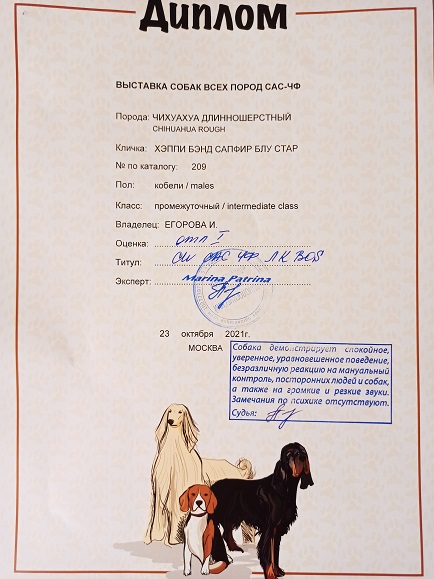 Диплом
ВЫСТАВКА СОБАК ВСЕХ ПОРОД САС-ЧФ
Порода: ЧИХУАХУА ДЛИННОШЕРСТНЫЙ
CHIHUAHUA ROUGH
Кличка: ХЭППИ БЭНД САПФИР БЛУ СТАР
№ по каталогу: 209
Пол: кобели / males
Класс: промежуточный / intermediate class
Владелец: ЕГОРОВА И.
Оценка: отл I
Титул: CW САС ЧФ ЛК BOS
Эксперт: Marina Patrina
23 октября 2021г.
МОСКВА
Собака демонстрирует спокойное,
уверенное, уравновешенное поведение,
безразличную реакцию на мануальный
контроль, посторонних людей и собак,
а также на громкие и резкие звуки.
Замечания по психике отсутствуют.
Судья: